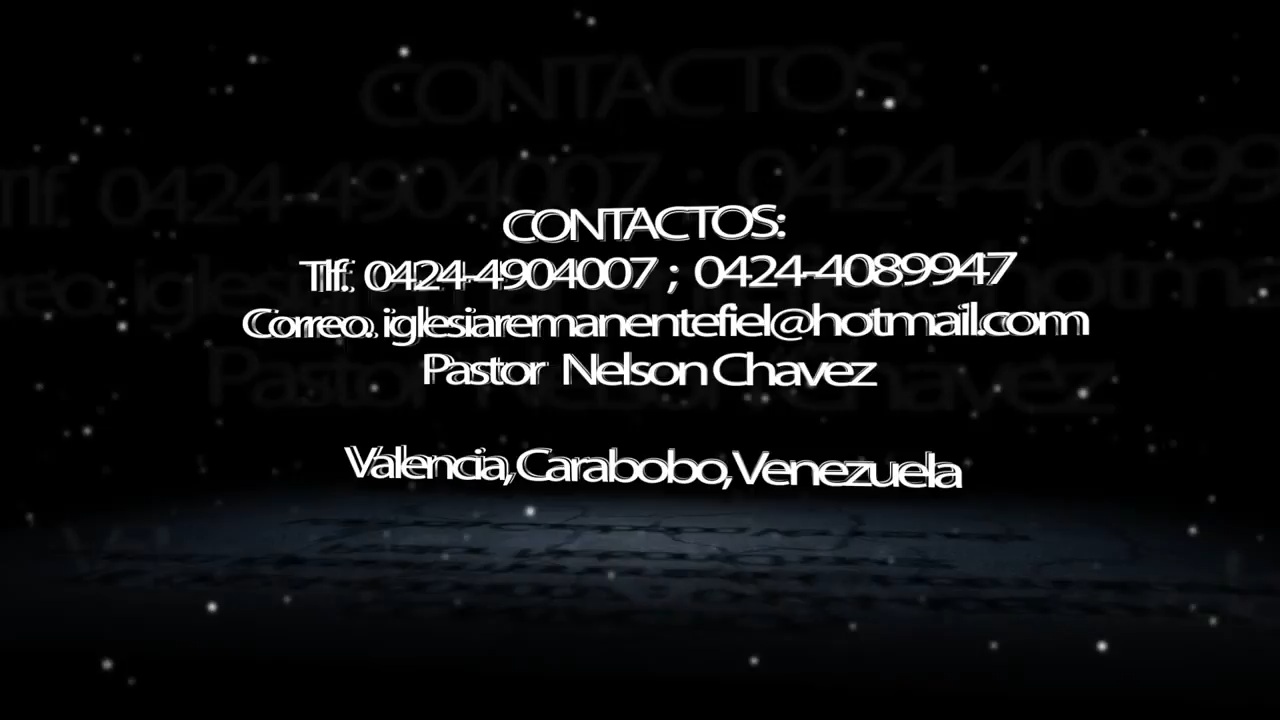 CONTACTOS:
Tlf: 0424-4904007 ; 0424-4089947
Correo. iglesiaremanentefiel@hotmail.com
Pastor Nelson Chavez
Valencia, Carabobo, Venezuela